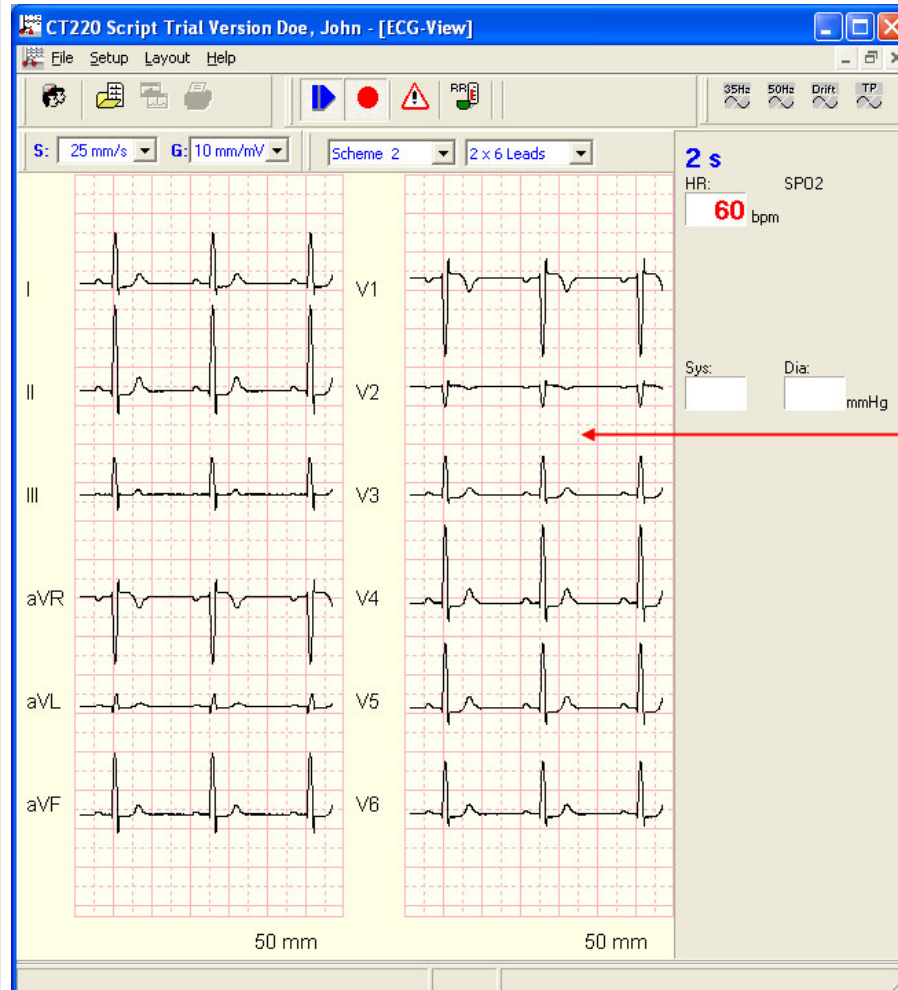 CT220 Script Trial Version Doe, John - [ECG-View]
File Setup Layout Help
RR
35Hz 50Hz Drift TP
S: 25 mm/s G: 10 mm/mV Scheme 2 2 x 6 Leads
2 s
HR: SPO2
60 bpm
Sys: Dia:
mmHg
I
II
III
aVR
aVL
aVF
50 mm
V1
V2
V3
V4
V5
V6
50 mm